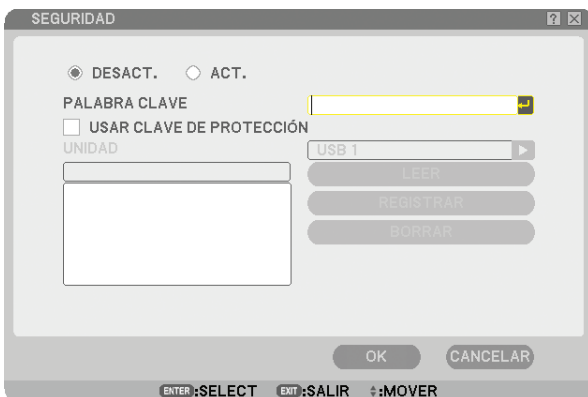 SEGURIDAD
DESACT. ACT.
PALABRA CLAVE
USAR CLAVE DE PROTECCIÓN
UNIDAD USB 1
LEER
REGISTRAR
BORRAR
OK CANCELAR
ENTER:SELECT EXIT:SALIR :MOVER